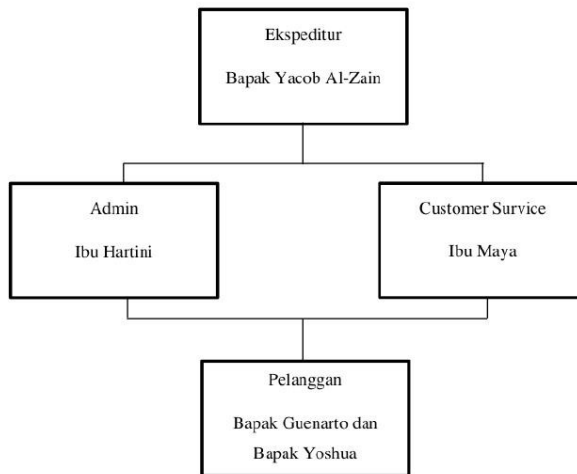 Ekspeditur
Bapak Yacob Al-Zain
Admin
Ibu Hartini
Customer Survice
Ibu Maya
Pelanggan
Bapak Guenarto dan
Bapak Yoshua